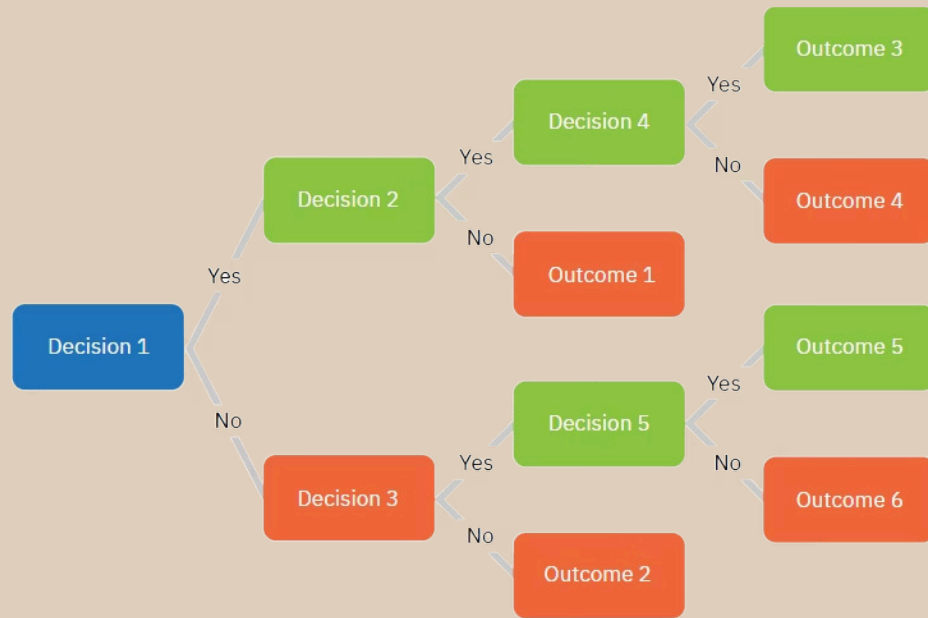 Outcome 3
Yes
Decision 4
Yes
No
Decision 2
Outcome 4
No
Yes
Outcome 1
Decision 1
Outcome 5
Yes
No
Decision 5
Yes
No
Decision 3
Outcome 6
No
Outcome 2